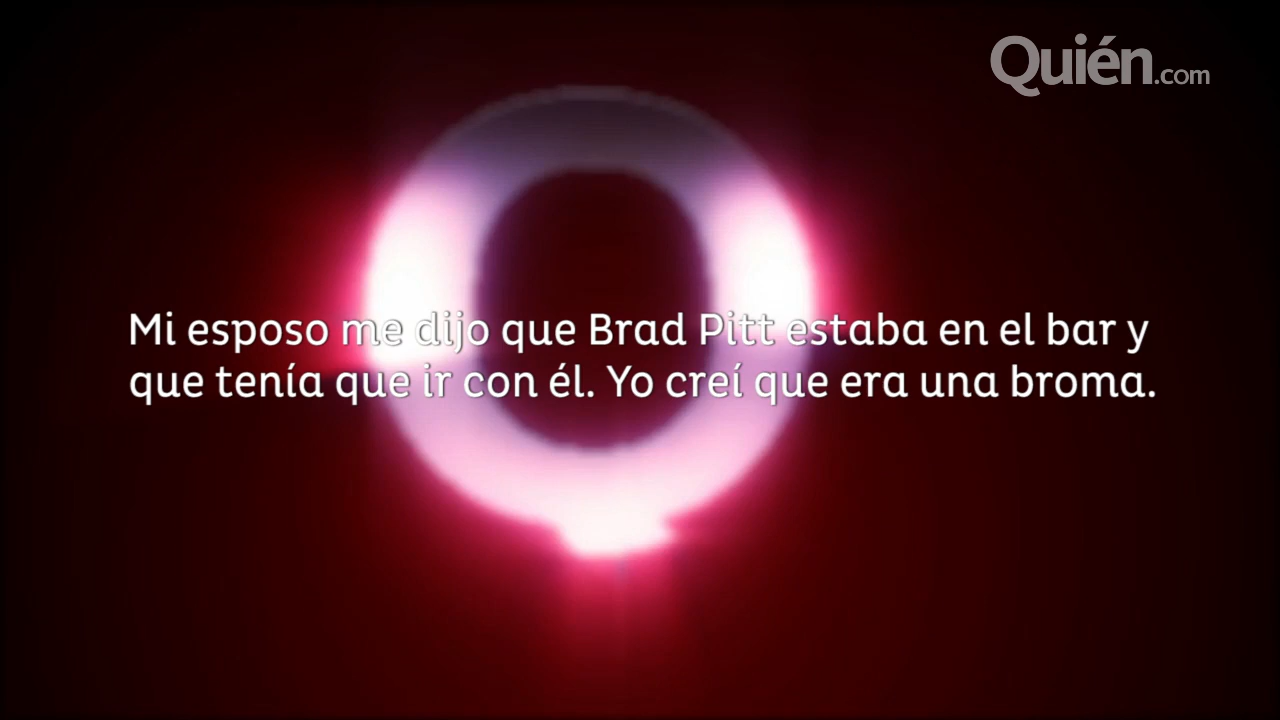 Quién.com
Mi esposo me dijo que Brad Pitt estaba en el bar y
que tenía que ir con él. Yo creí que era una broma.